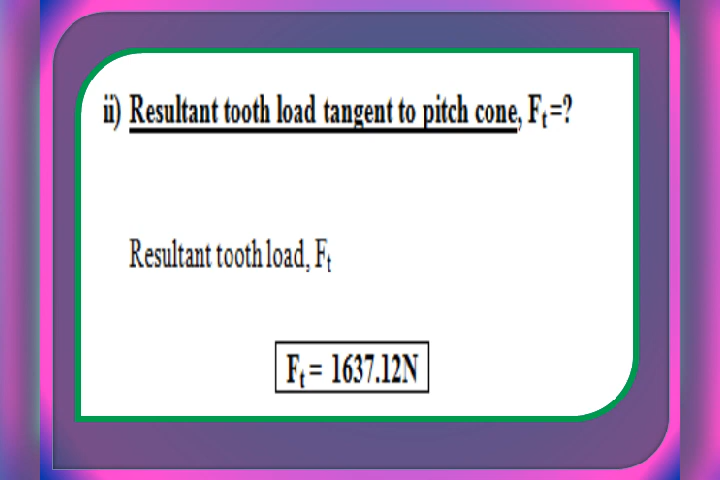 ii) Resultant tooth load tangent to pitch cone, Ft=?
Resultant tooth load, Ft
Ft = 1637.12N